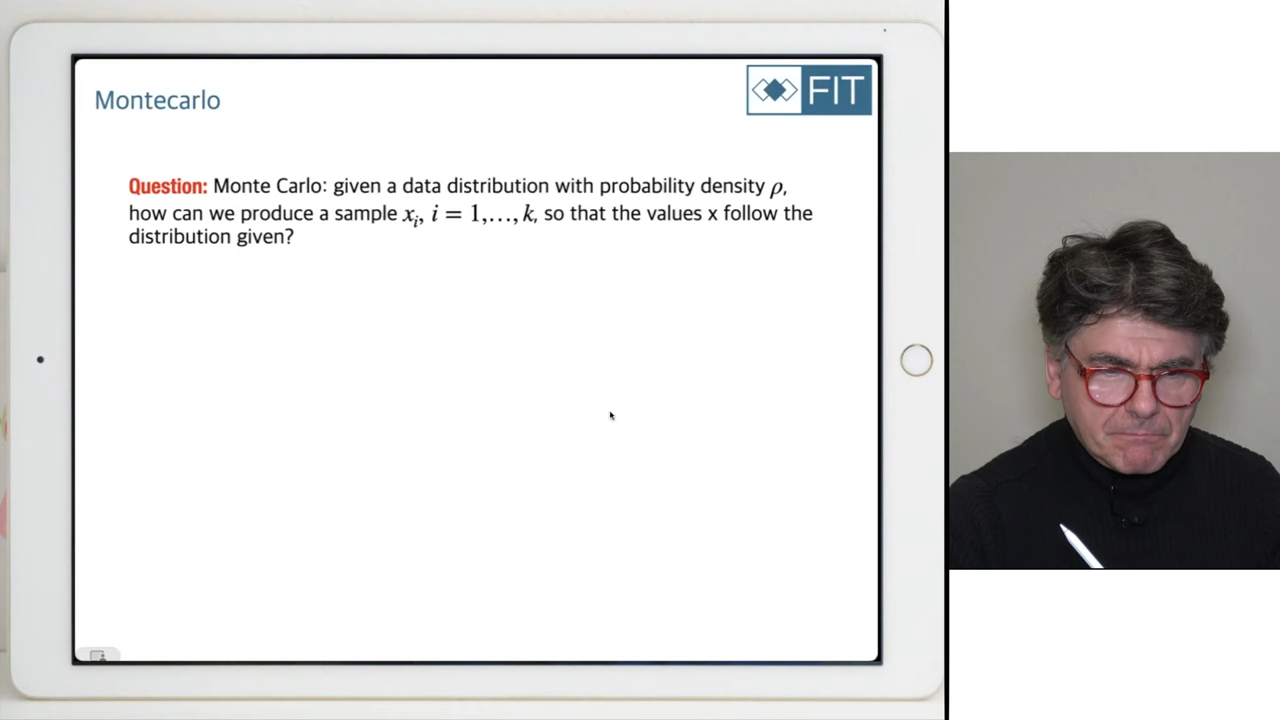 Montecarlo
FIT
Question: Monte Carlo: given a data distribution with probability density ρ,
how can we produce a sample xᵢ, i = 1,…, k, so that the values x follow the
distribution given?